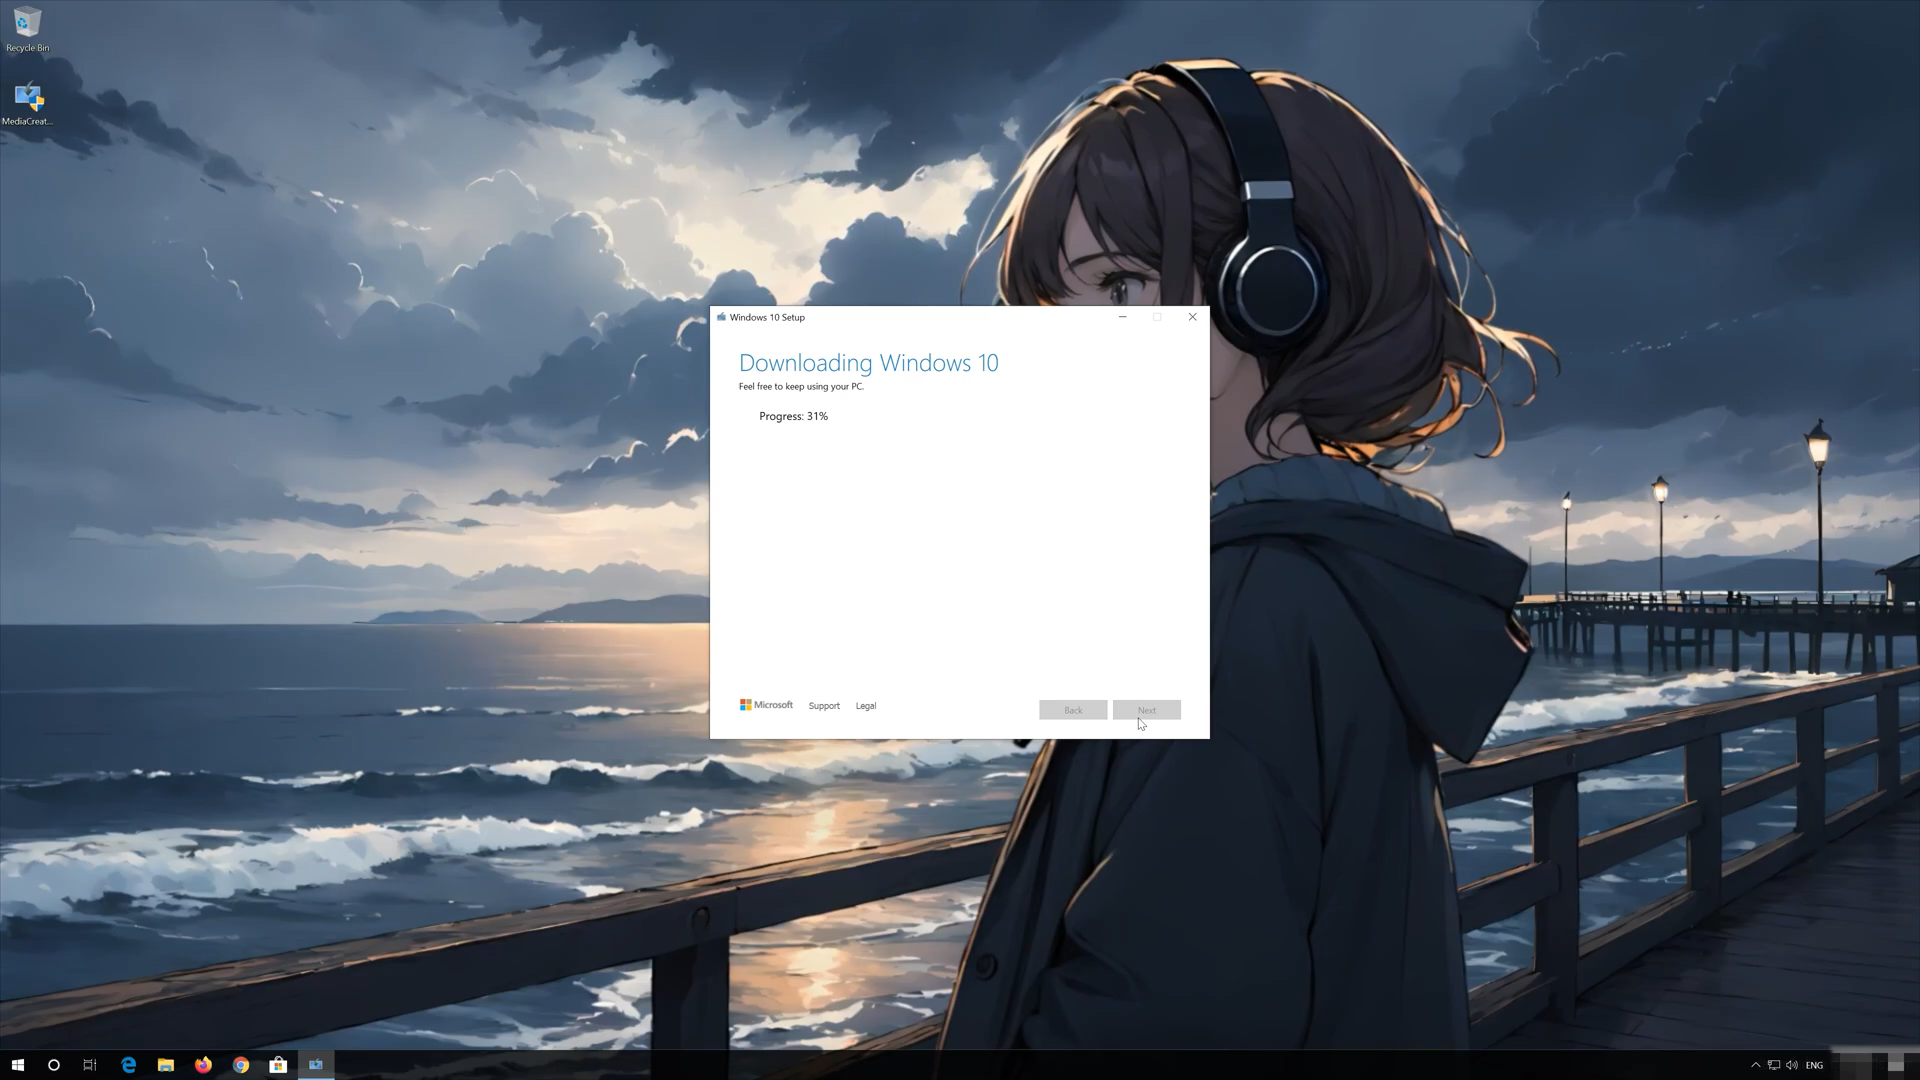 Recycle Bin
MediaCreat...
Windows 10 Setup
Downloading Windows 10
Feel free to keep using your PC.
Progress: 31%
Microsoft
Support
Legal
Back
Next
ENG